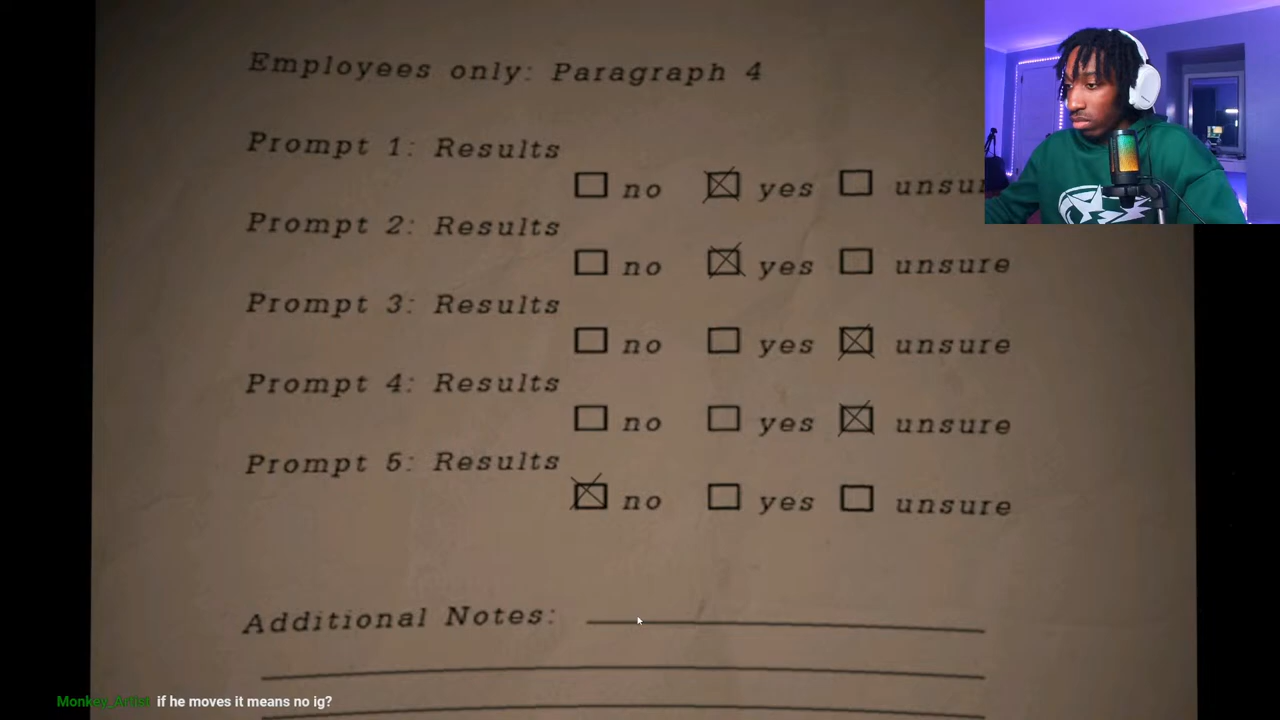 Employees only: Paragraph 4
Prompt 1: Results
no yes
Prompt 2: Results
no yes unsure
Prompt 3: Results
no yes unsure
Prompt 4: Results
no yes unsure
Prompt 5: Results
no yes unsure
Additional Notes:
Monkey_Artist if he moves it means no ig?